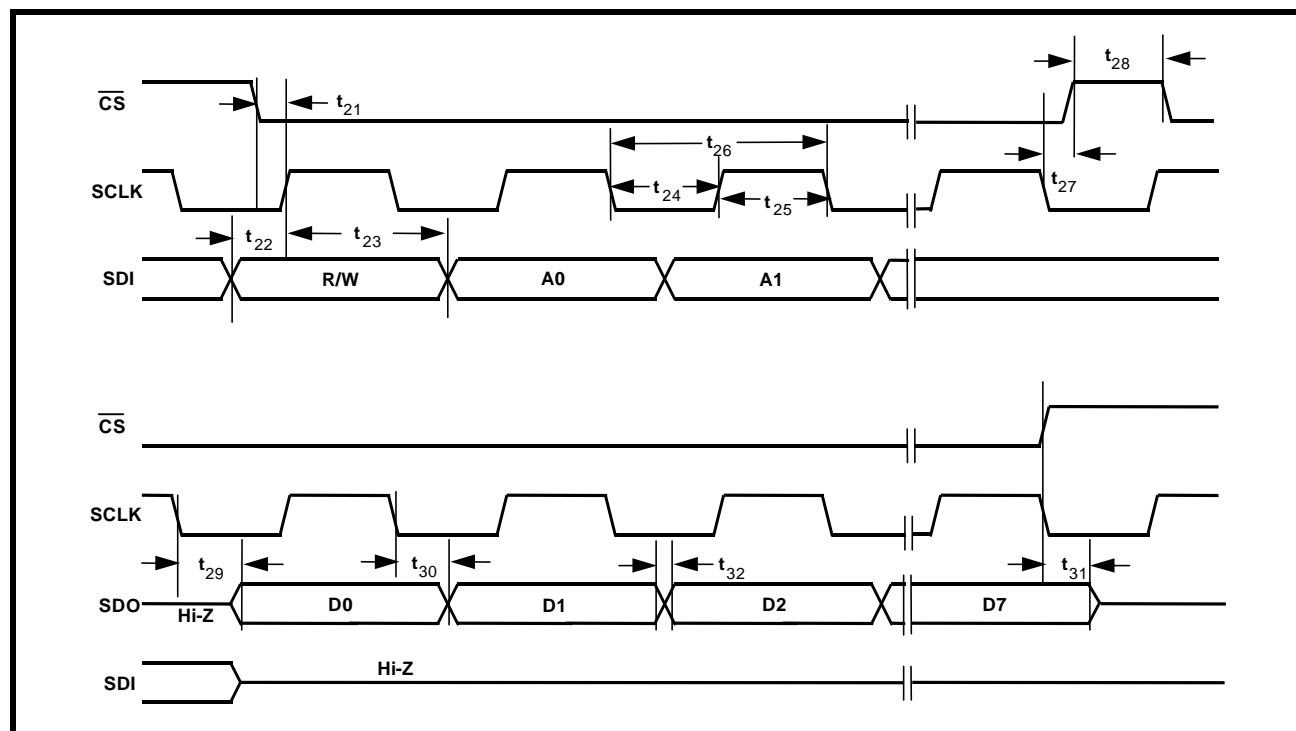 t28
CS
t21
t26
SCLK
t24
t25
t27
t22
t23
SDI
R/W
A0
A1
CS
SCLK
t29
t30
t32
t31
SDO
Hi-Z
D0
D1
D2
D7
SDI
Hi-Z